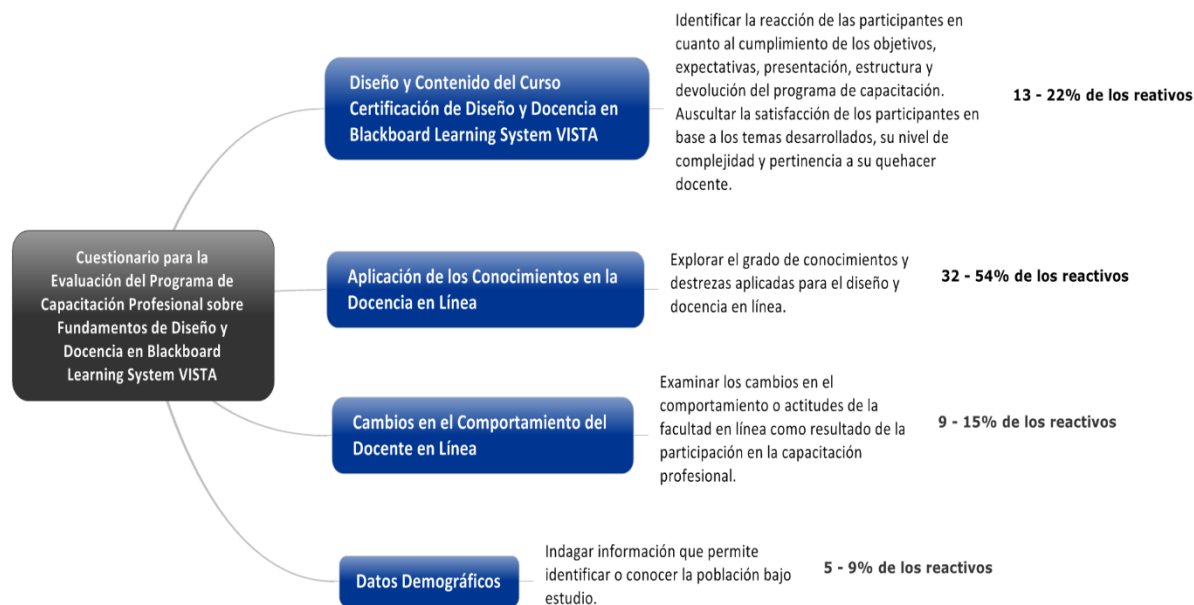 Cuestionario para la
Evaluación del Programa de
Capacitación Profesional sobre
Fundamentos de Diseño y
Docencia en Blackboard
Learning System VISTA
Diseño y Contenido del Curso
Certificación de Diseño y Docencia en
Blackboard Learning System VISTA
Identificar la reacción de las participantes en
cuanto al cumplimiento de los objetivos,
expectativas, presentación, estructura y
devolución del programa de capacitación.
Auscultar la satisfacción de los participantes en
base a los temas desarrollados, su nivel de
complejidad y pertinencia a su quehacer
docente.
13 - 22% de los reativos
Aplicación de los Conocimientos en la
Docencia en Línea
Explorar el grado de conocimientos y
destrezas aplicadas para el diseño y
docencia en línea.
32 - 54% de los reactivos
Cambios en el Comportamiento del
Docente en Línea
Examinar los cambios en el
comportamiento o actitudes de la
facultad en línea como resultado de la
participación en la capacitación
profesional.
9 - 15% de los reactivos
Datos Demográficos
Indagar información que permite
identificar o conocer la población bajo
estudio.
5 - 9% de los reactivos